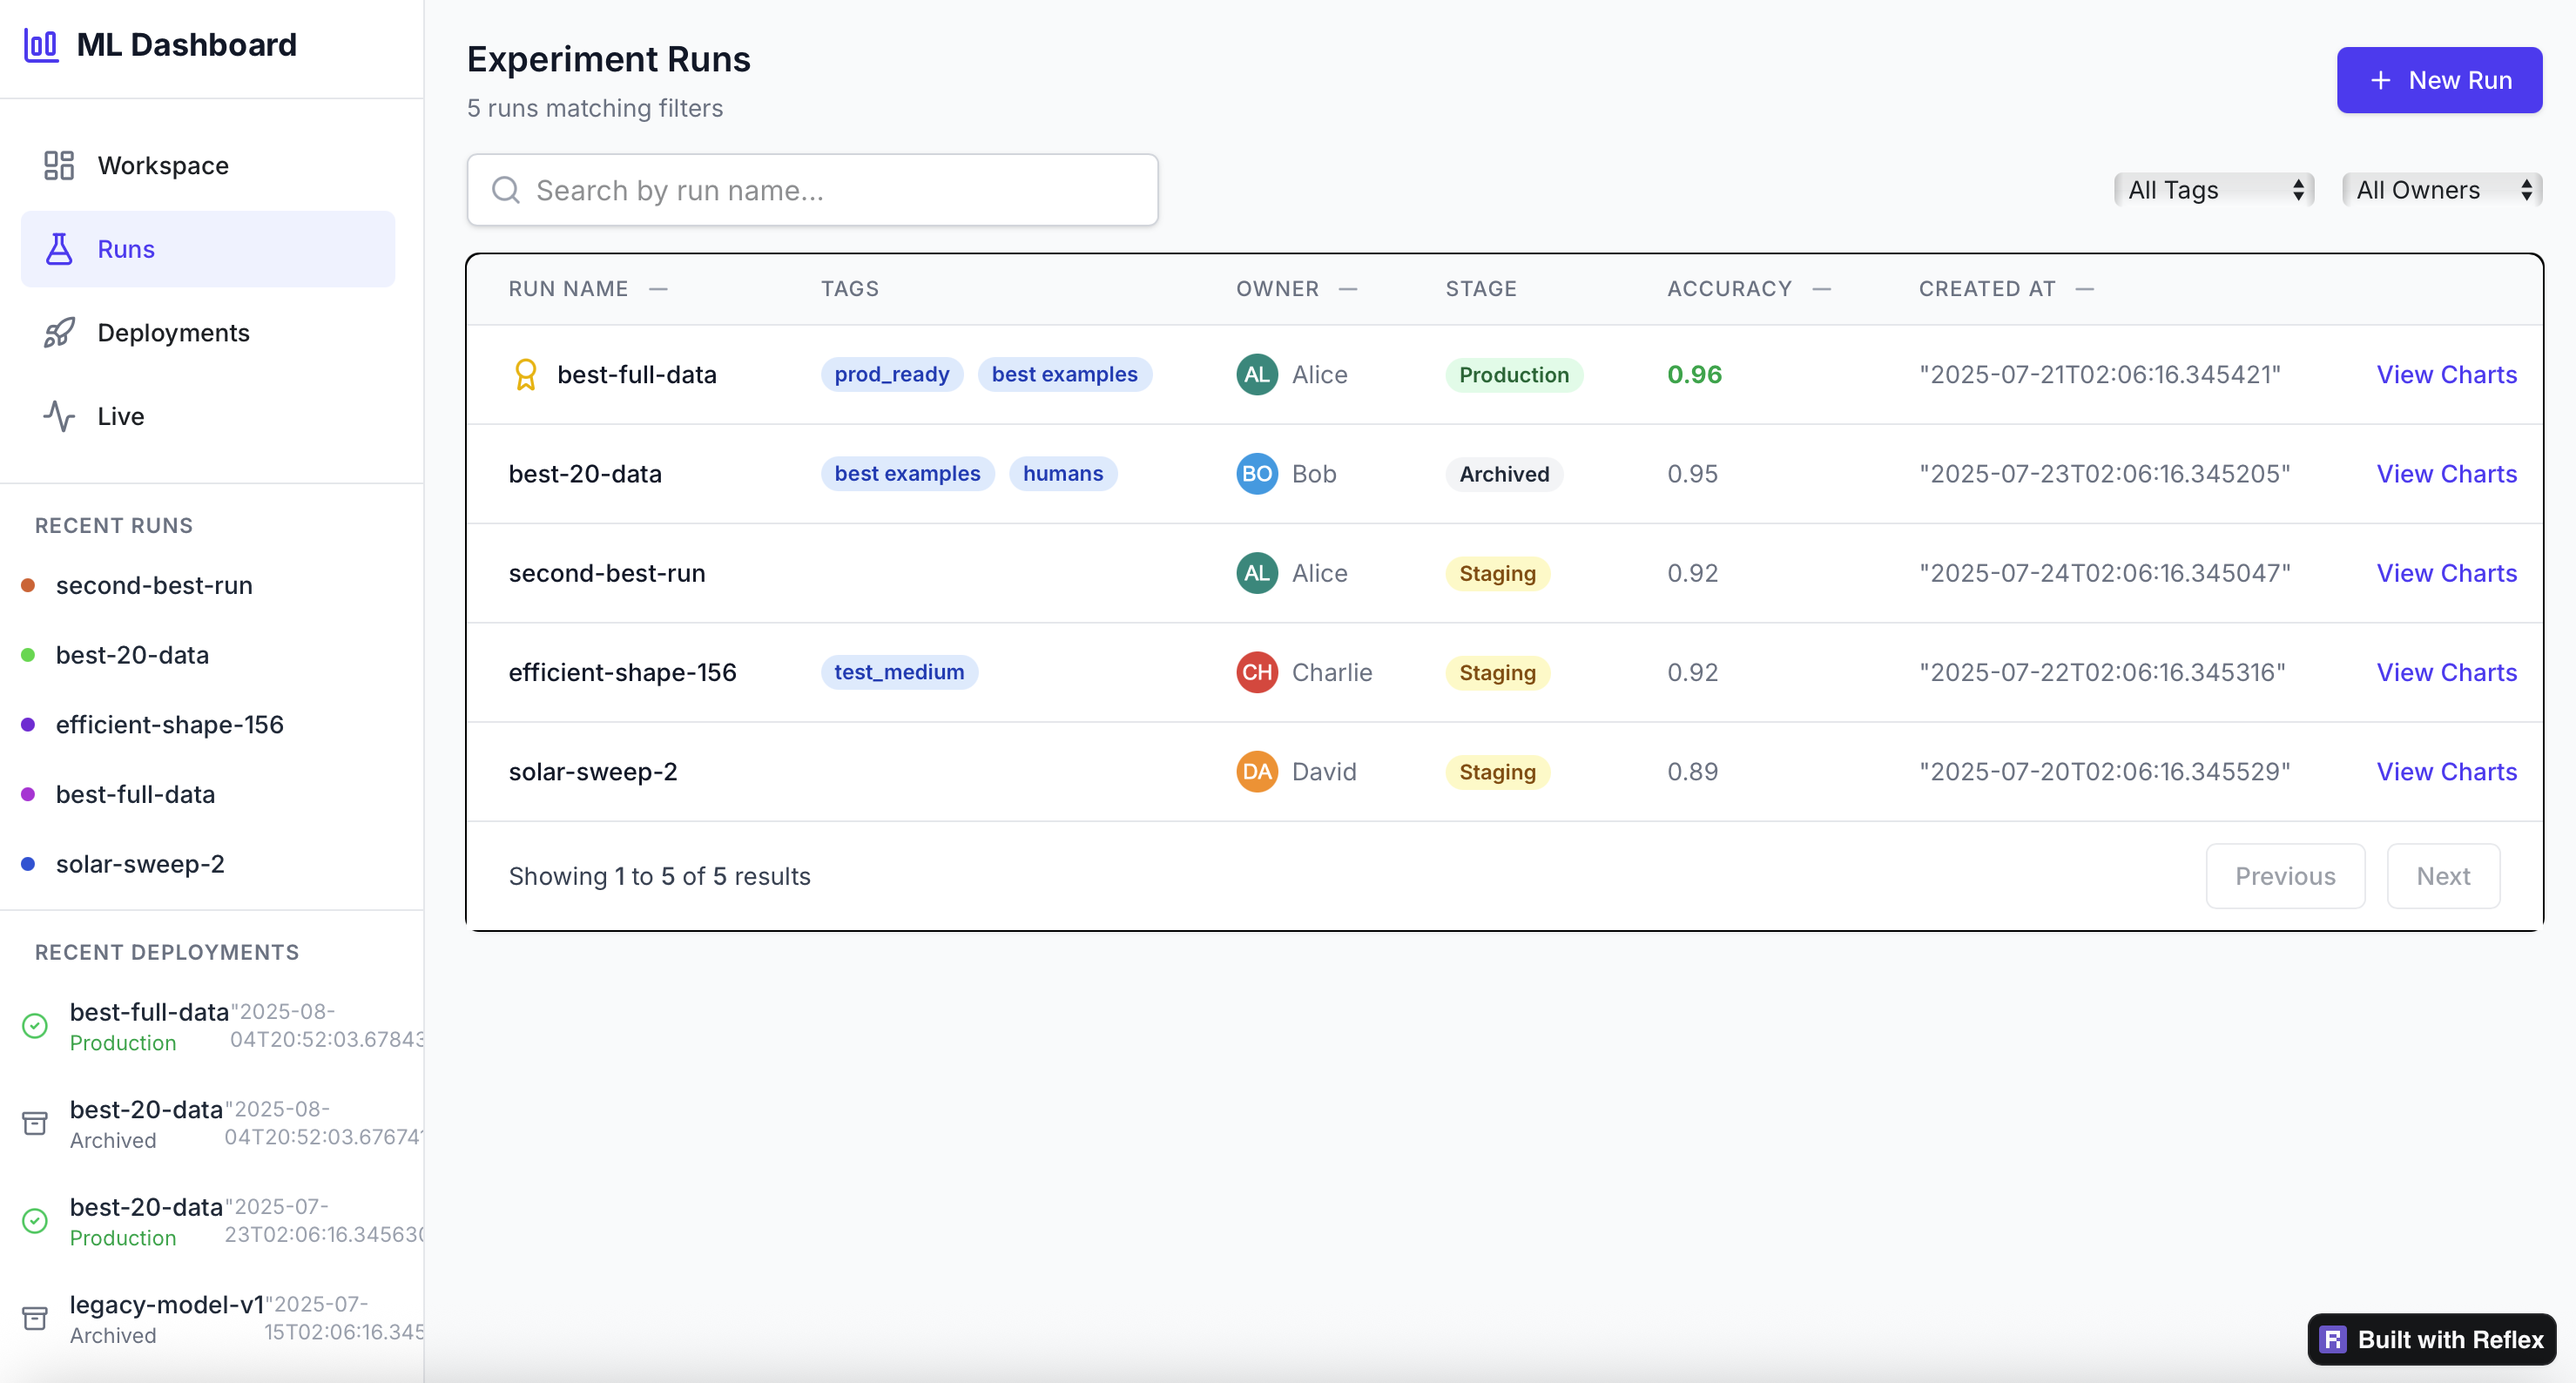 ML Dashboard
Workspace
Runs
Deployments
Live
RECENT RUNS
second-best-run
best-20-data
efficient-shape-156
best-full-data
solar-sweep-2
RECENT DEPLOYMENTS
best-full-data "2025-08-
Production 04T20:52:03.67843
best-20-data "2025-08-
Archived 04T20:52:03.67674
best-20-data "2025-07-
Production 23T02:06:16.34563
legacy-model-v1 "2025-07-
Archived 15T02:06:16.345
Experiment Runs
5 runs matching filters
+ New Run
Search by run name...
All Tags All Owners
RUN NAME — TAGS OWNER — STAGE ACCURACY — CREATED AT —
best-full-data prod_ready best examples AL Alice Production 0.96 "2025-07-21T02:06:16.345421" View Charts
best-20-data best examples humans BO Bob Archived 0.95 "2025-07-23T02:06:16.345205" View Charts
second-best-run AL Alice Staging 0.92 "2025-07-24T02:06:16.345047" View Charts
efficient-shape-156 test_medium CH Charlie Staging 0.92 "2025-07-22T02:06:16.345316" View Charts
solar-sweep-2 DA David Staging 0.89 "2025-07-20T02:06:16.345529" View Charts
Showing 1 to 5 of 5 results Previous Next
Built with Reflex